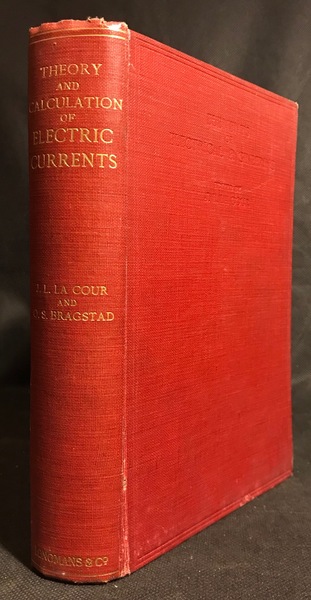 THEORY
AND
CALCULATION
OF
ELECTRIC
CURRENTS
J. L. LA COUR
AND
O. S. BRAGSTAD
LONGMANS & Co.